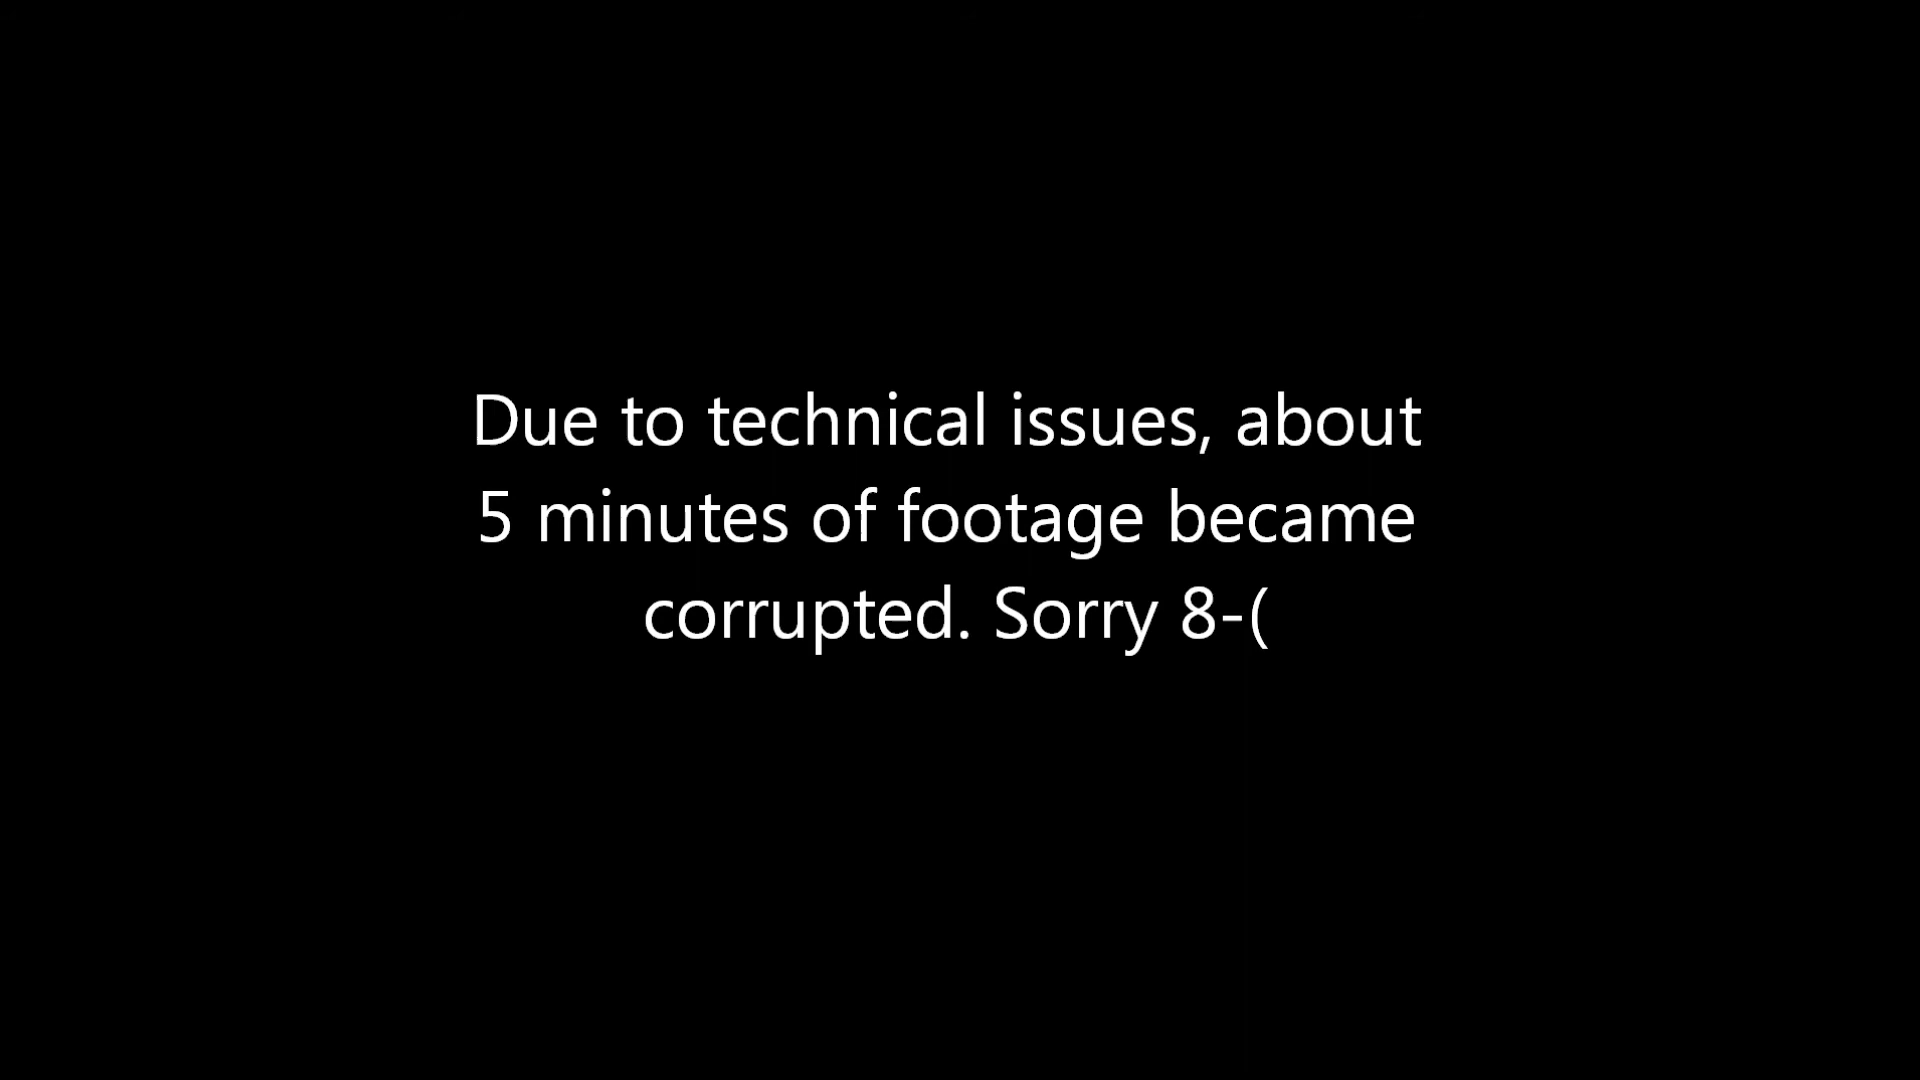 Due to technical issues, about
5 minutes of footage became
corrupted. Sorry 8-(